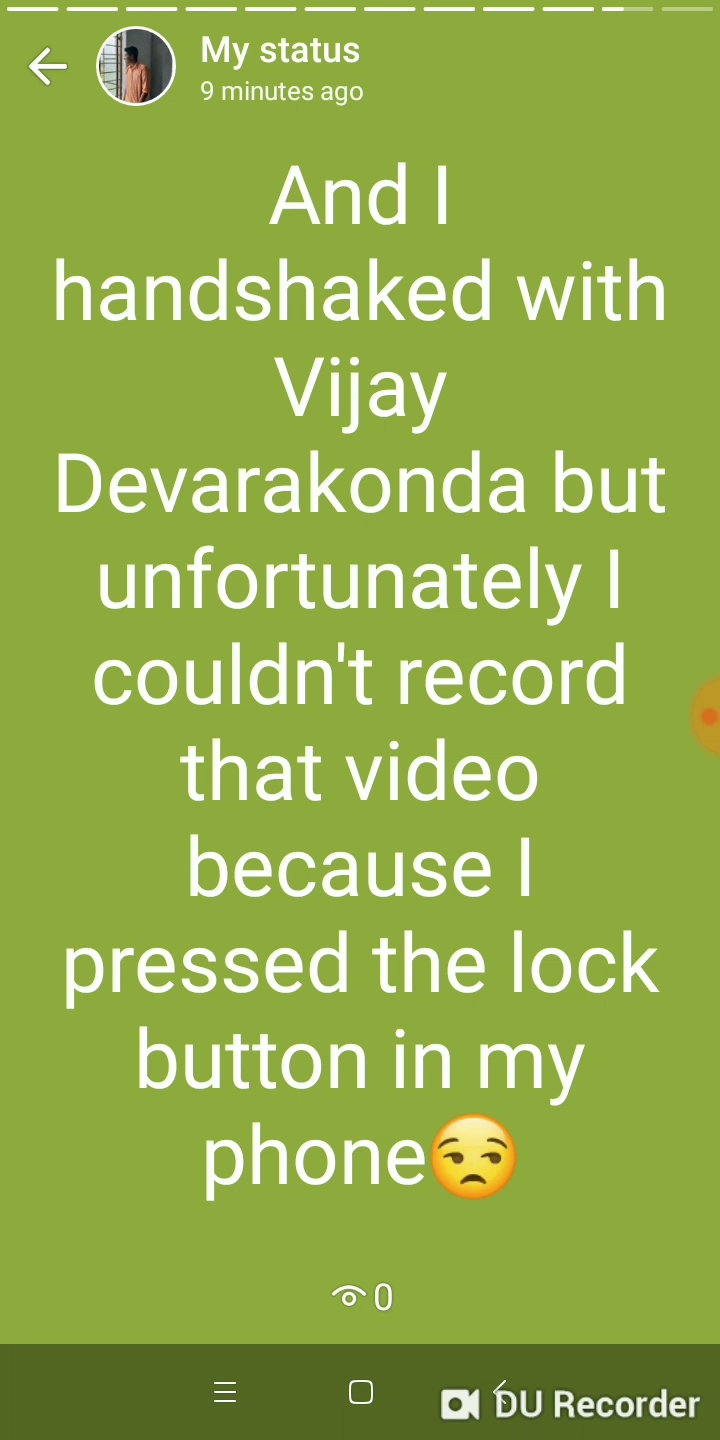 My status
9 minutes ago
And I
handshaked with
Vijay
Devarakonda but
unfortunately I
couldn't record
that video
because I
pressed the lock
button in my
phone😒
0
DU Recorder